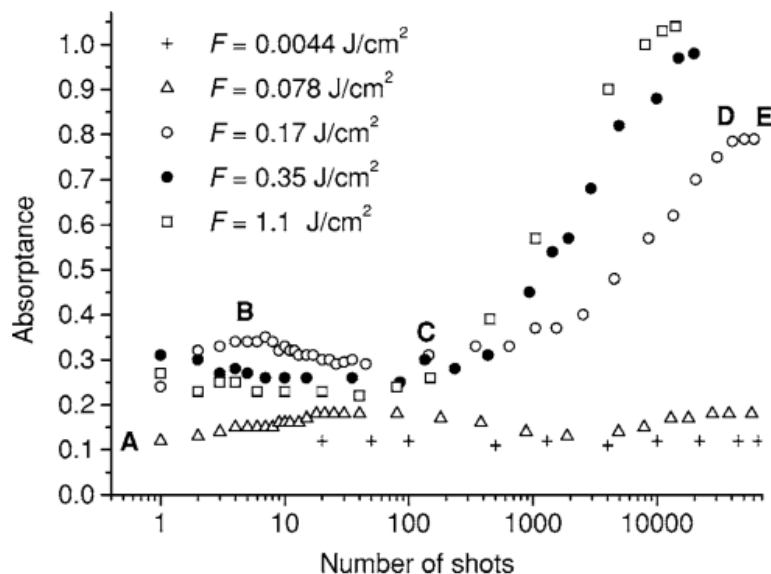 1.0
0.9
0.8
0.7
0.6
0.5
0.4
0.3
0.2
0.1
0.0
Absorptance
F = 0.0044 J/cm²
F = 0.078 J/cm²
F = 0.17 J/cm²
F = 0.35 J/cm²
F = 1.1 J/cm²
A
B
C
D E
1 10 100 1000 10000
Number of shots